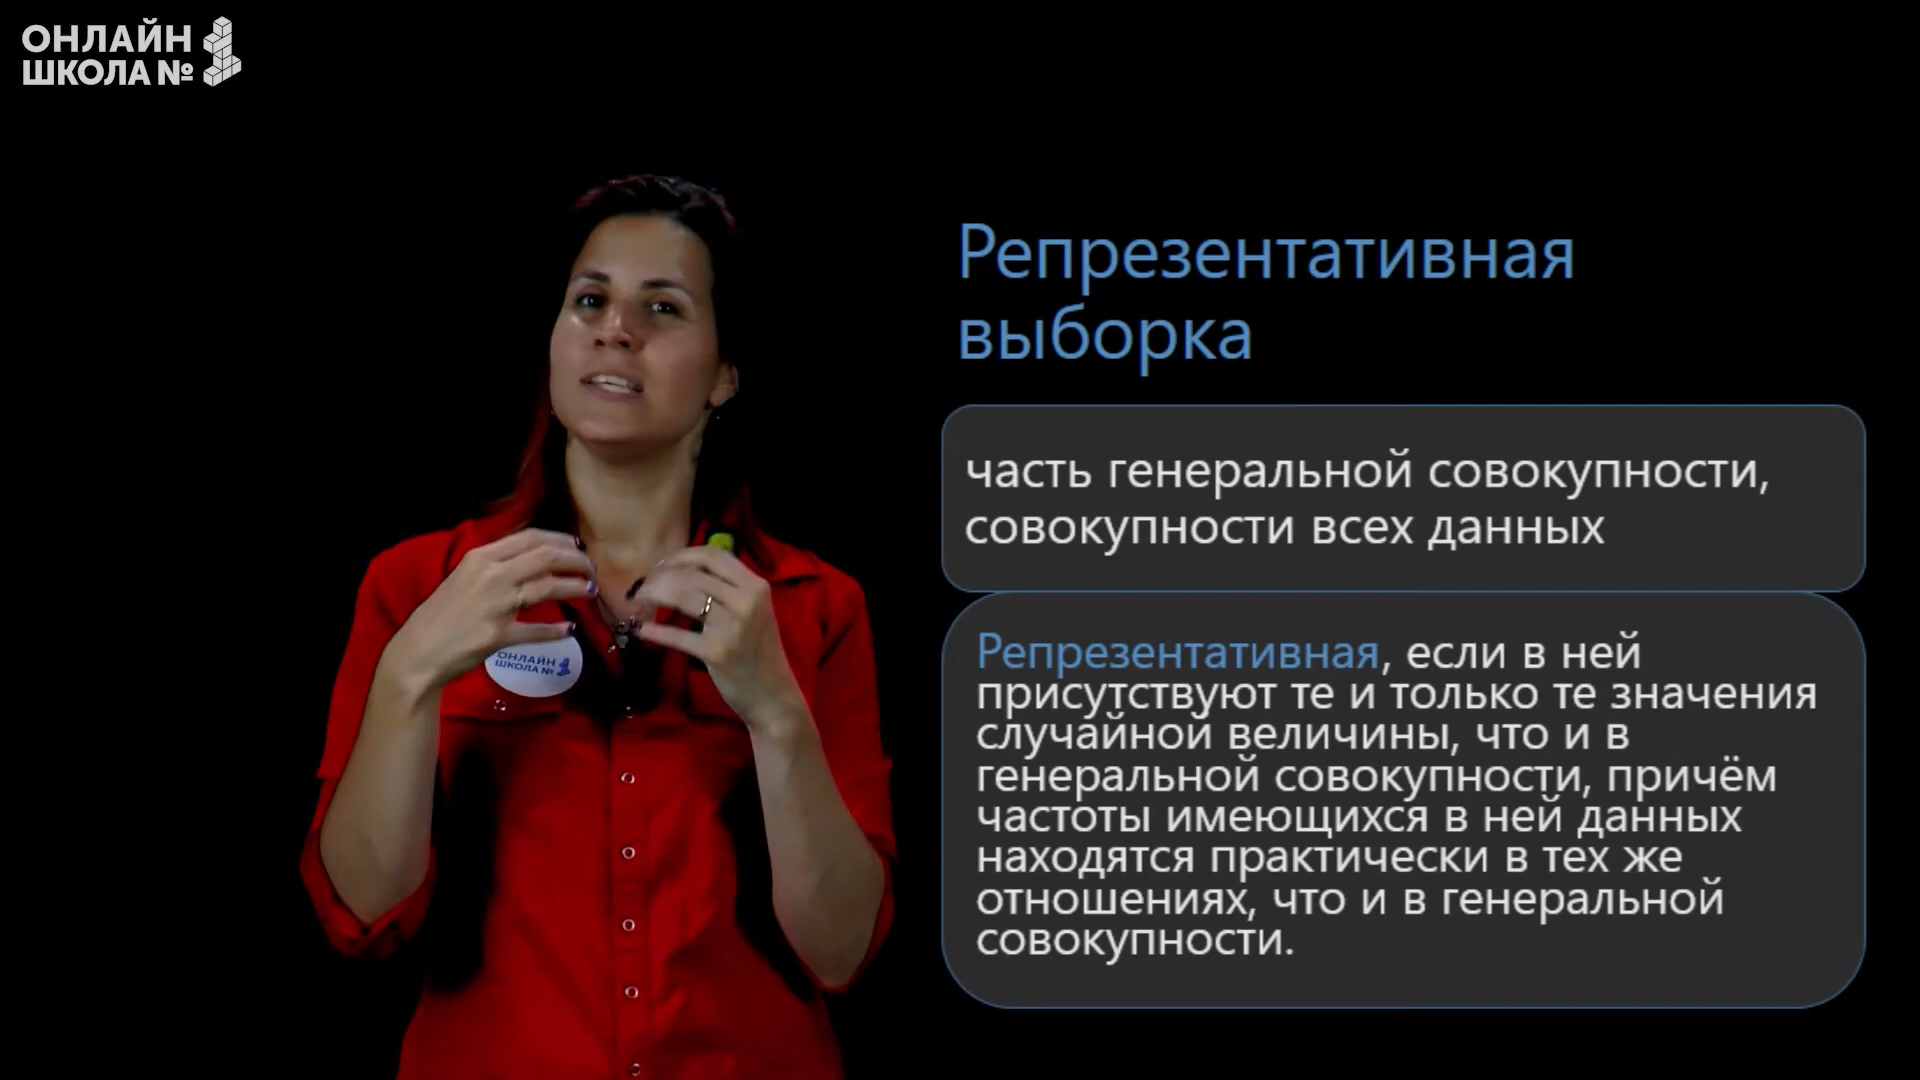 ОНЛАЙН
ШКОЛА №
Репрезентативная
выборка
часть генеральной совокупности,
совокупности всех данных
Репрезентативная, если в ней
присутствуют те и только те значения
случайной величины, что и в
генеральной совокупности, причём
частоты имеющихся в ней данных
находятся практически в тех же
отношениях, что и в генеральной
совокупности.
ОНЛАЙН
ШКОЛА №